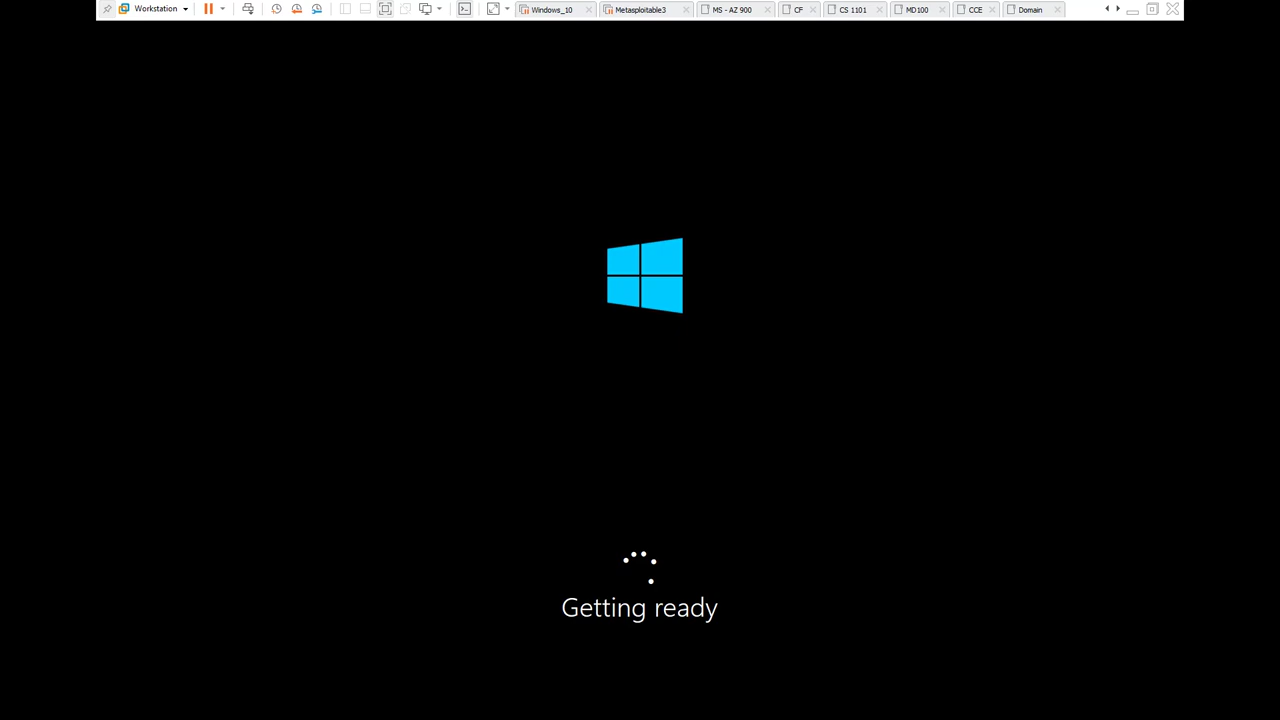 Workstation Windows_10 Metasploitable3 MS - AZ 900 CF CS 1101 MD100 CCE Domain
Getting ready